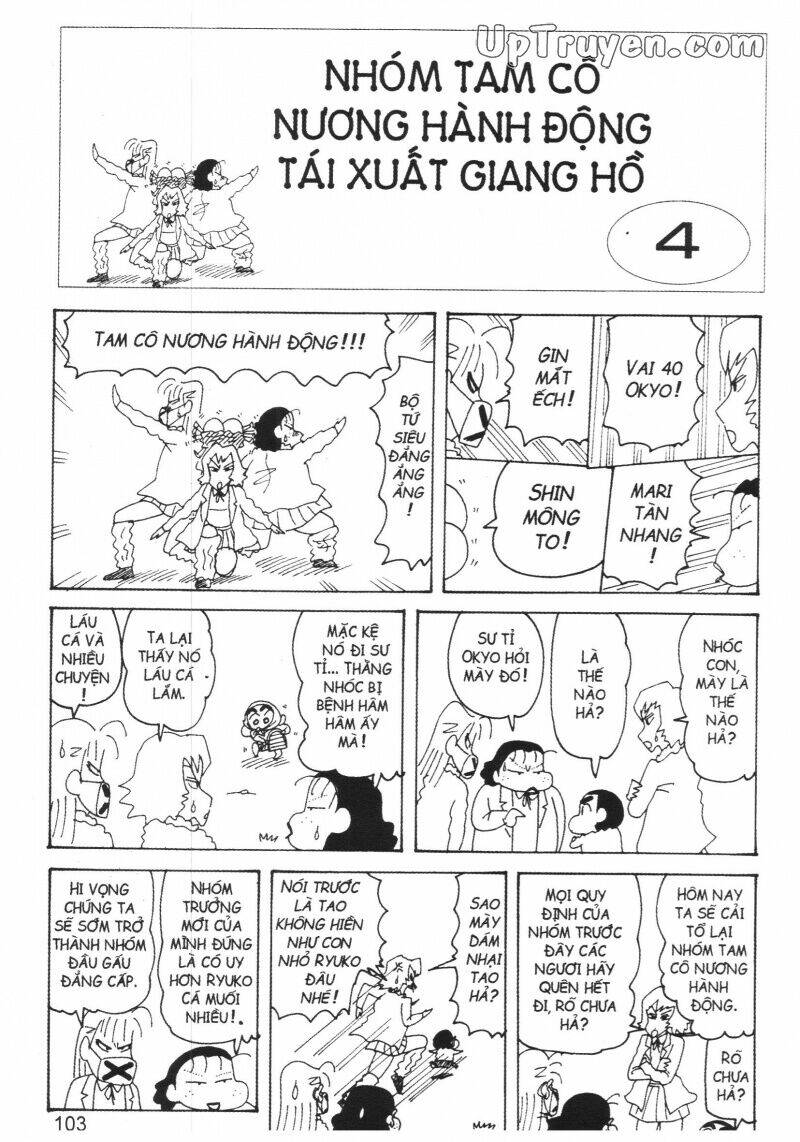 UpTruyen.com
NHÓM TAM CÔ
NƯƠNG HÀNH ĐỘNG
TÁI XUẤT GIANG HỒ
4
VAI 40
OKYO!
GIN
MẮT
ẾCH!
MARI
TÀN
NHANG
!
SHIN
MÔNG
TO!
TAM CÔ NƯƠNG HÀNH ĐỘNG!!!
BỘ
TỨ
SIÊU
ĐẲNG
ẲNG
ẲNG
!
NHÓC
CON,
MÀY LÀ
THẾ
NÀO
HẢ?
LÀ
THẾ
NÀO
HẢ?
SƯ TỈ
OKYO HỎI
MÀY ĐÓ!
MẶC KỆ
NÓ ĐI SƯ
TỈ... THẰNG
NHÓC BỊ
BỆNH HÂM
HÂM ẤY
MÀ!
TA LẠI
THẤY NÓ
LÁU CÁ
LẮM.
LÁU
CÁ VÀ
NHIỀU
CHUYỆN
!
HÔM NAY
TA SẼ CẢI
TỔ LẠI
NHÓM TAM
CÔ NƯƠNG
HÀNH
ĐỘNG.
MỌI QUY
ĐỊNH CỦA
NHÓM TRƯỚC
ĐÂY CÁC
NGƯƠI HÃY
QUÊN HẾT
ĐI, RÕ CHƯA
HẢ?
RÕ
CHƯA
HẢ?
SAO
MÀY
DÁM
NHẠI
TAO
HẢ?
NÓI TRƯỚC
LÀ TAO
KHÔNG HIỀN
NHƯ CON
NHỎ RYUKO
ĐÂU
NHÉ!
NHÓM
TRƯỞNG
MỚI CỦA
MÌNH ĐÚNG
LÀ CÓ UY
HƠN RYUKO
CÁ MUỐI
NHIỀU!.
HI VỌNG
CHÚNG TA
SẼ SỚM TRỞ
THÀNH NHÓM
ĐẦU GẤU
ĐẲNG CẤP.
103